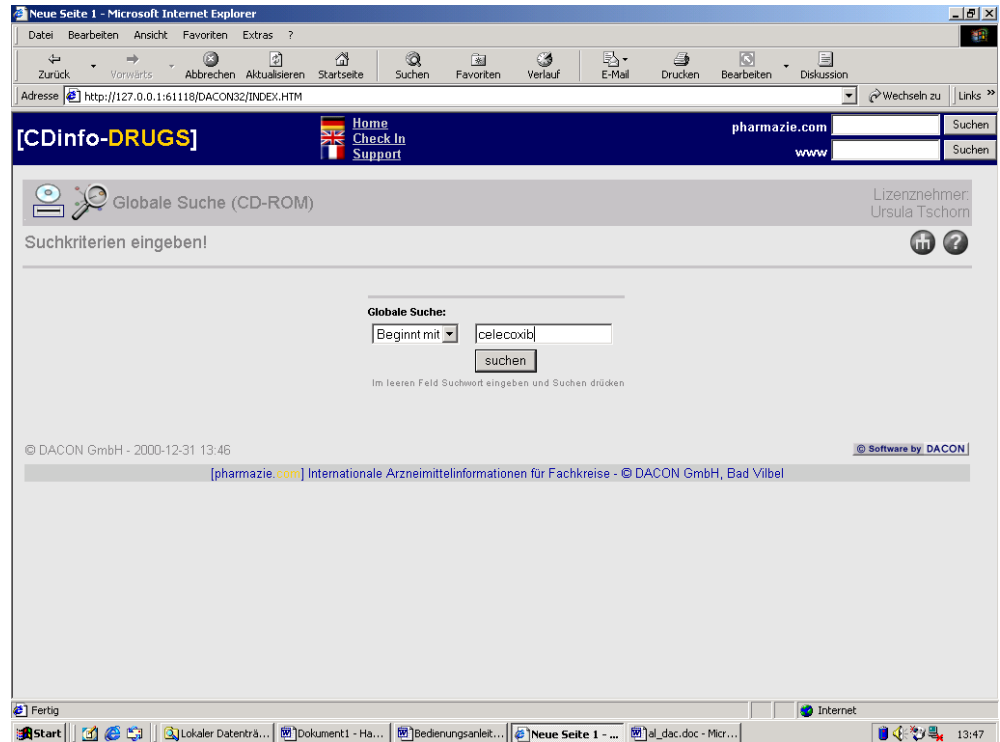 Neue Seite 1 - Microsoft Internet Explorer
Datei Bearbeiten Ansicht Favoriten Extras ?
Zurück Vorwärts Abbrechen Aktualisieren Startseite Suchen Favoriten Verlauf E-Mail Drucken Bearbeiten Diskussion
Adresse http://127.0.0.1:61118/DACON32/INDEX.HTM Wechseln zu Links »
[CDinfo-DRUGS]
Home
Check In
Support
pharmazie.com Suchen
www Suchen
Globale Suche (CD-ROM)
Lizenznehmer:
Ursula Tschorn
Suchkriterien eingeben!
?
Globale Suche:
Beginnt mit celecoxib
suchen
Im leeren Feld Suchwort eingeben und Suchen drücken
© DACON GmbH - 2000-12-31 13:46
© Software by DACON
[pharmazie.com] Internationale Arzneimittelinformationen für Fachkreise - © DACON GmbH, Bad Vilbel
Fertig Internet
Start Lokaler Datenträ... Dokument1 - Ha... Bedienungsanleit... Neue Seite 1 - ... al_dac.doc - Micr... 13:47